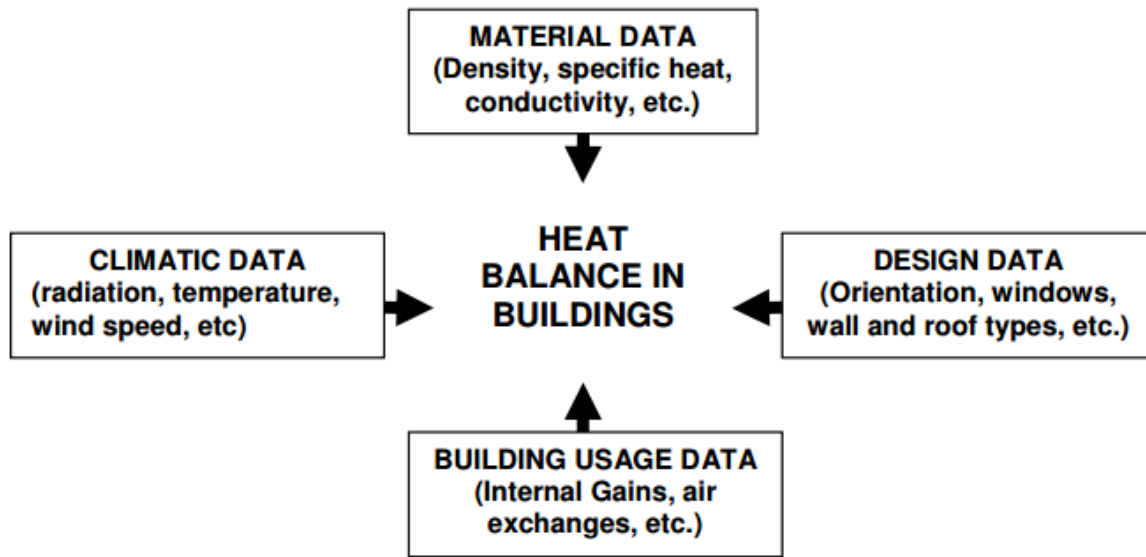 MATERIAL DATA
(Density, specific heat,
conductivity, etc.)
HEAT
BALANCE IN
BUILDINGS
CLIMATIC DATA
(radiation, temperature,
wind speed, etc)
DESIGN DATA
(Orientation, windows,
wall and roof types, etc.)
BUILDING USAGE DATA
(Internal Gains, air
exchanges, etc.)